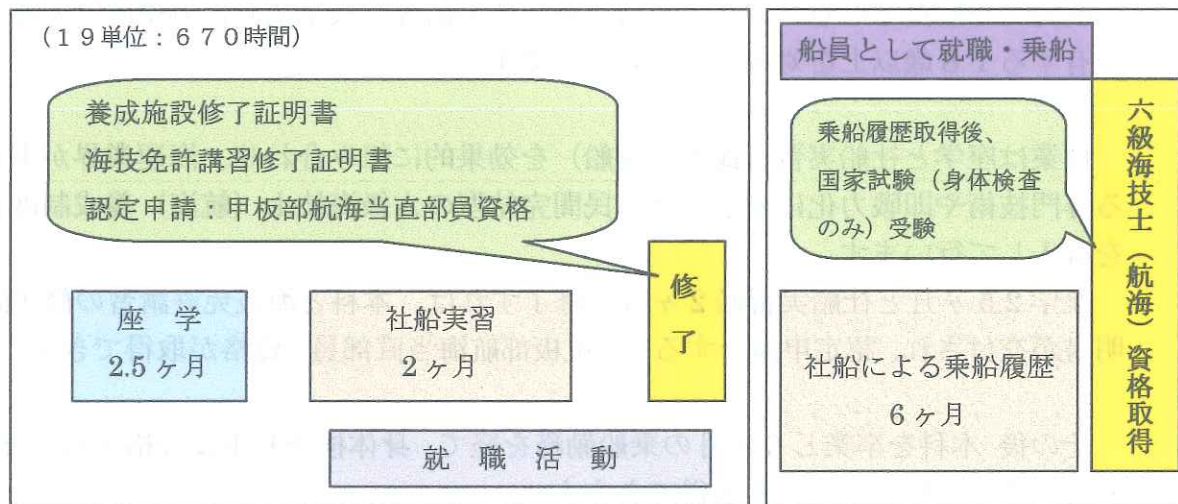 (19単位:670時間)
養成施設修了証明書
海技免許講習修了証明書
認定申請:甲板部航海当直部員資格
座 学
2.5ヶ月
社船実習
2ヶ月
修
了
就 職 活 動
船員として就職・乗船
乗船履歴取得後、
国家試験(身体検査
のみ)受験
社船による乗船履歴
6ヶ月
六級海技士(航海)資格取得